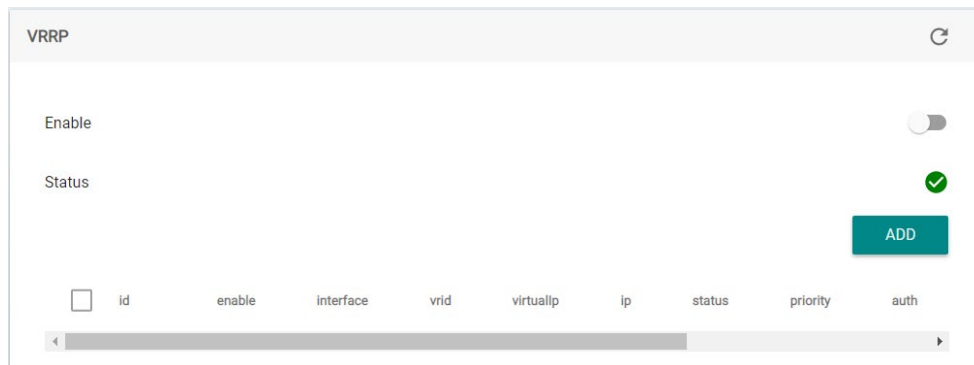 VRRP
Enable
Status
ADD
id enable interface vrid virtualIp ip status priority auth